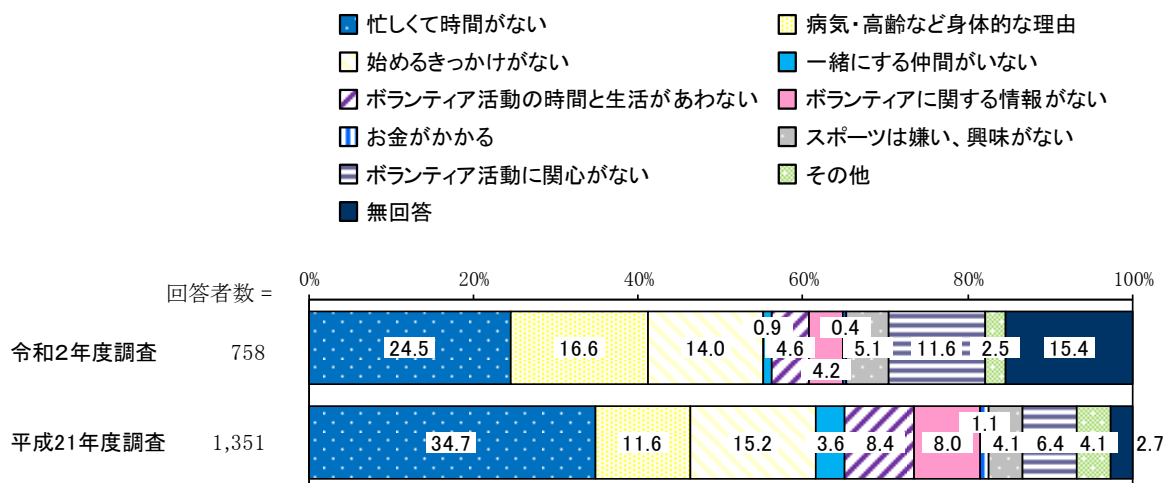 忙しくて時間がない 病気・高齢など身体的な理由
始めるきっかけがない 一緒にする仲間がいない
ボランティア活動の時間と生活があわない ボランティアに関する情報がない
お金がかかる スポーツは嫌い、興味がない
ボランティア活動に関心がない その他
無回答
回答者数 = 0% 20% 40% 60% 80% 100%
令和2年度調査 758 24.5 16.6 14.0 0.9 4.6 4.2 0.4 5.1 11.6 2.5 15.4
平成21年度調査 1,351 34.7 11.6 15.2 3.6 8.4 8.0 1.1 4.1 6.4 4.1 2.7